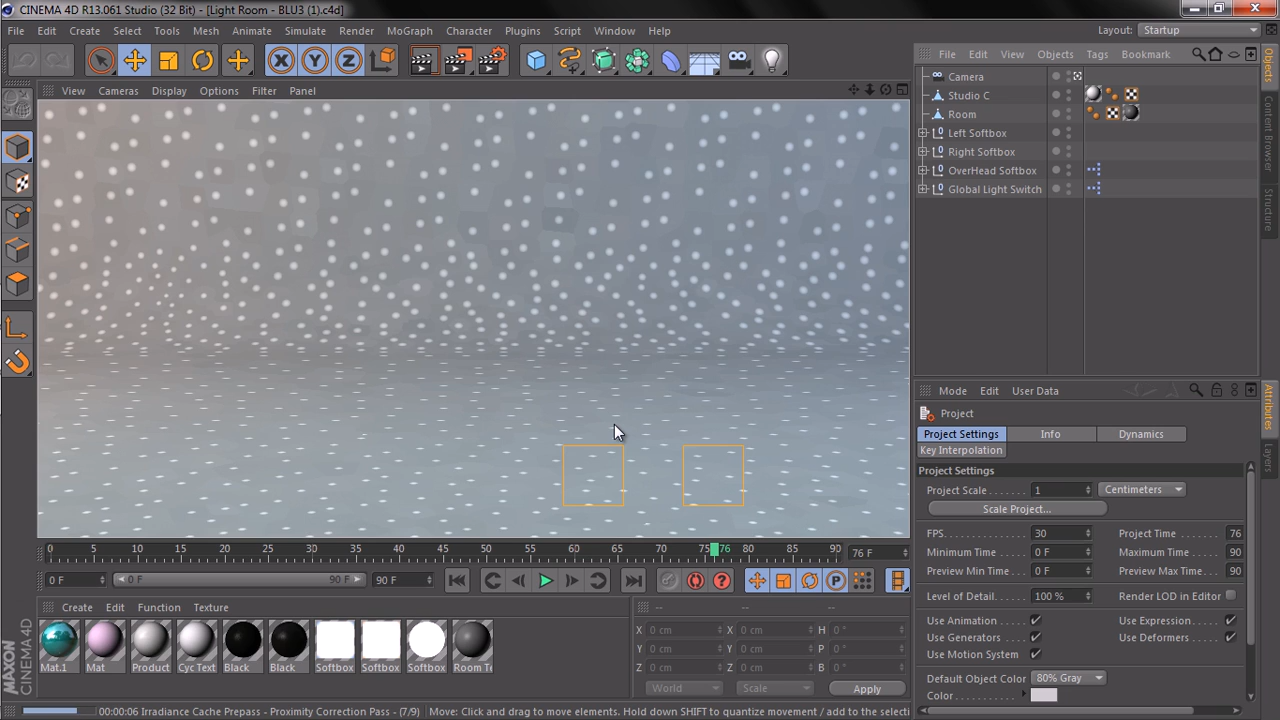 CINEMA 4D R13.061 Studio (32 Bit) - [Light Room - BLU3 (1).c4d]
File Edit Create Select Tools Mesh Animate Simulate Render MoGraph Character Plugins Script Window Help
Layout: Startup
View Cameras Display Options Filter Panel
File Edit View Objects Tags Bookmark
Camera
Studio C
Room
Left Softbox
Right Softbox
OverHead Softbox
Global Light Switch
Objects
Content Browser
Structure
Mode Edit User Data
Project
Project Settings Info Dynamics
Key Interpolation
Project Settings
Project Scale 1 Centimeters
Scale Project...
FPS 30 Project Time 76
Minimum Time 0 F Maximum Time 90
Preview Min Time 0 F Preview Max Time 90
Level of Detail 100 % Render LOD in Editor
Use Animation Use Expression
Use Generators Use Deformers
Use Motion System
Default Object Color 80% Gray
Color
Attributes
Layers
0 5 10 15 20 25 30 35 40 45 50 55 60 65 70 75 76 80 85 90 76 F
0 F 0 F 90 F 90 F
Create Edit Function Texture
Mat.1 Mat Product Cyc Text Black Black Softbox Softbox Softbox Room Te
-- -- --
X 0 cm X 0 cm H 0 °
Y 0 cm Y 0 cm P 0 °
Z 0 cm Z 0 cm B 0 °
World Scale Apply
MAXON
CINEMA4D
00:00:06 Irradiance Cache Prepass - Proximity Correction Pass - (7/9) Move: Click and drag to move elements. Hold down SHIFT to quantize movement / add to the selecti